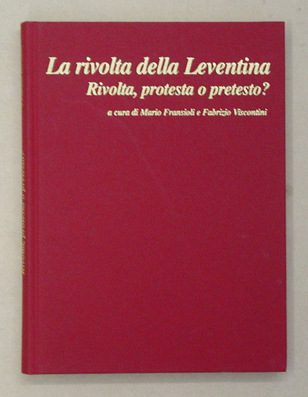 La rivolta della Leventina
Rivolta, protesta o pretesto?
a cura di Mario Fransioli e Fabrizio Viscontini